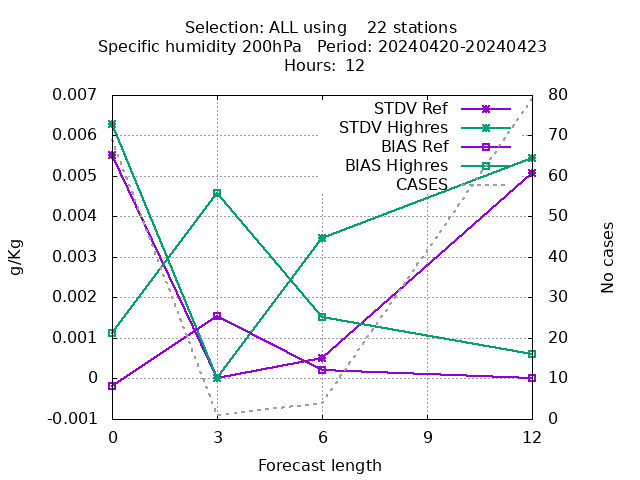 Selection: ALL using    22 stations
Specific humidity 200hPa   Period: 20240420-20240423
Hours: 12
0.007
0.006
0.005
0.004
0.003
0.002
0.001
0
-0.001
g/Kg
STDV Ref
STDV Highres
BIAS Ref
BIAS Highres
CASES
80
70
60
50
40
30
20
10
0
No cases
0 3 6 9 12
Forecast length